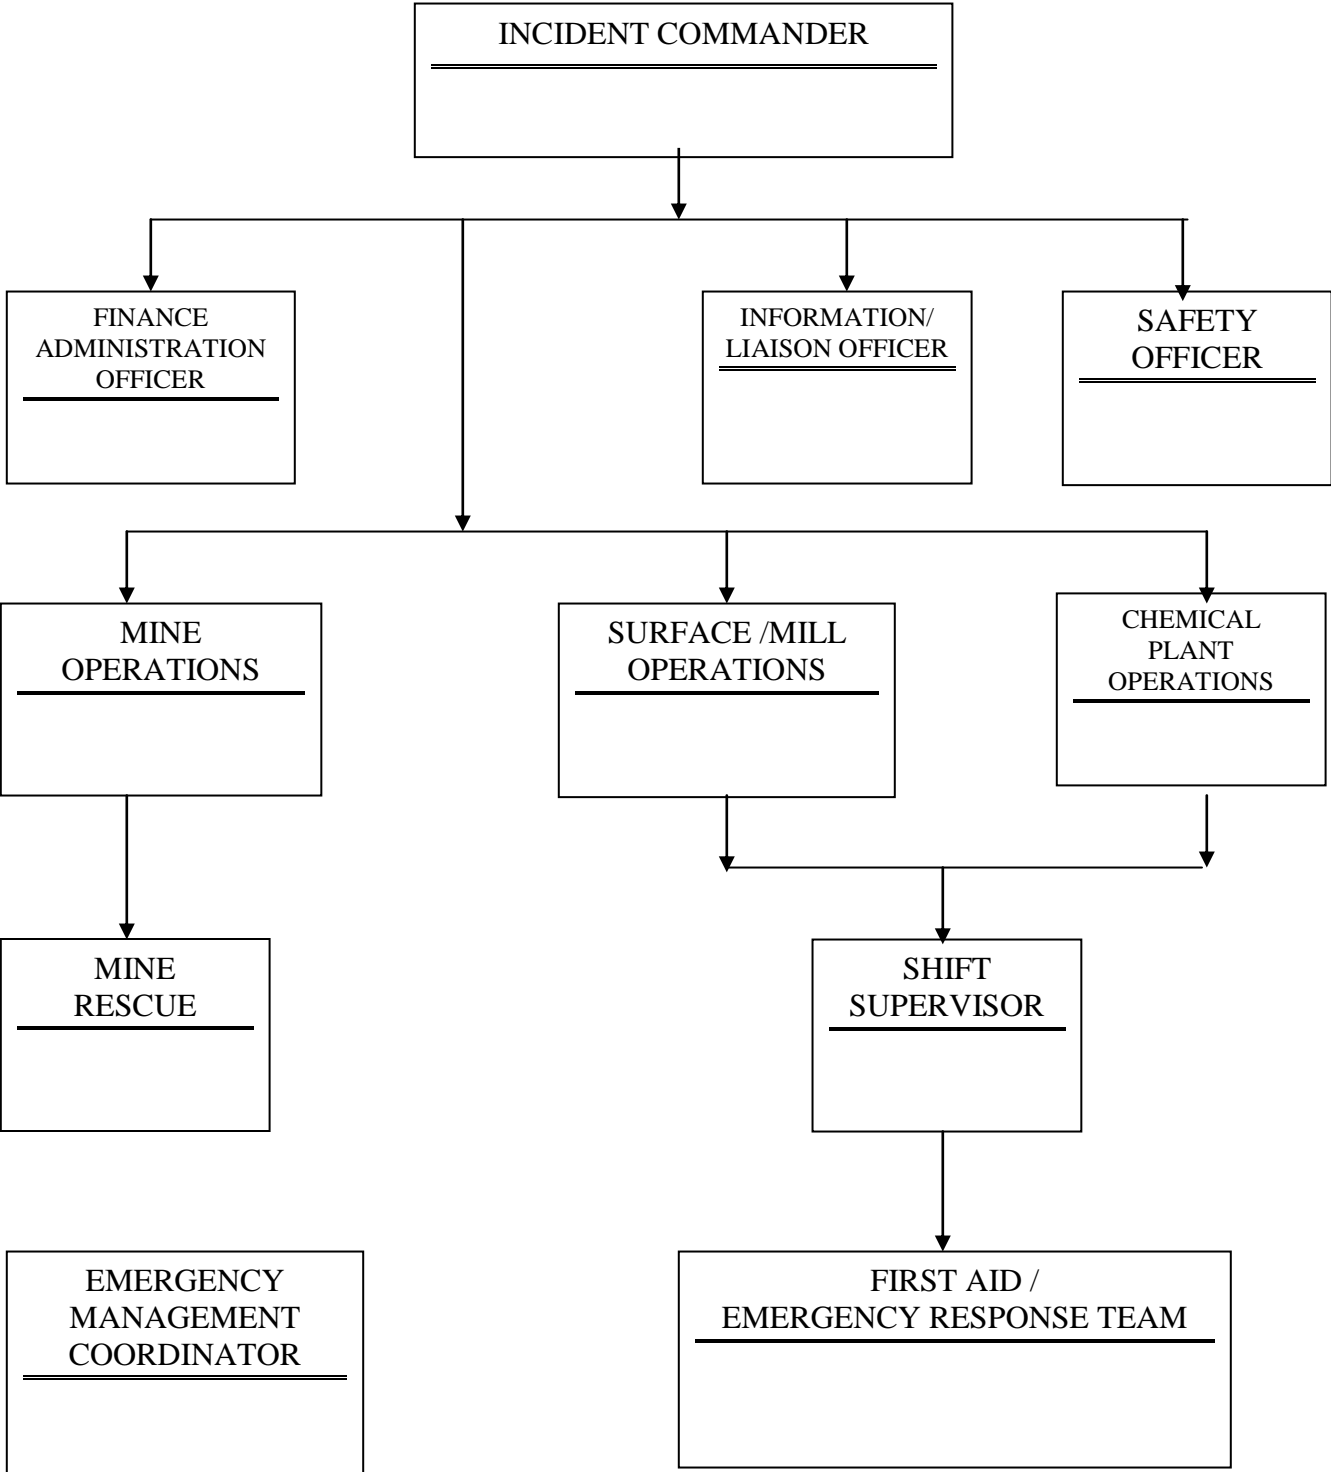 INCIDENT COMMANDER
FINANCE
ADMINISTRATION
OFFICER
INFORMATION/
LIAISON OFFICER
SAFETY
OFFICER
MINE
OPERATIONS
SURFACE /MILL
OPERATIONS
CHEMICAL
PLANT
OPERATIONS
MINE
RESCUE
SHIFT
SUPERVISOR
EMERGENCY
MANAGEMENT
COORDINATOR
FIRST AID /
EMERGENCY RESPONSE TEAM